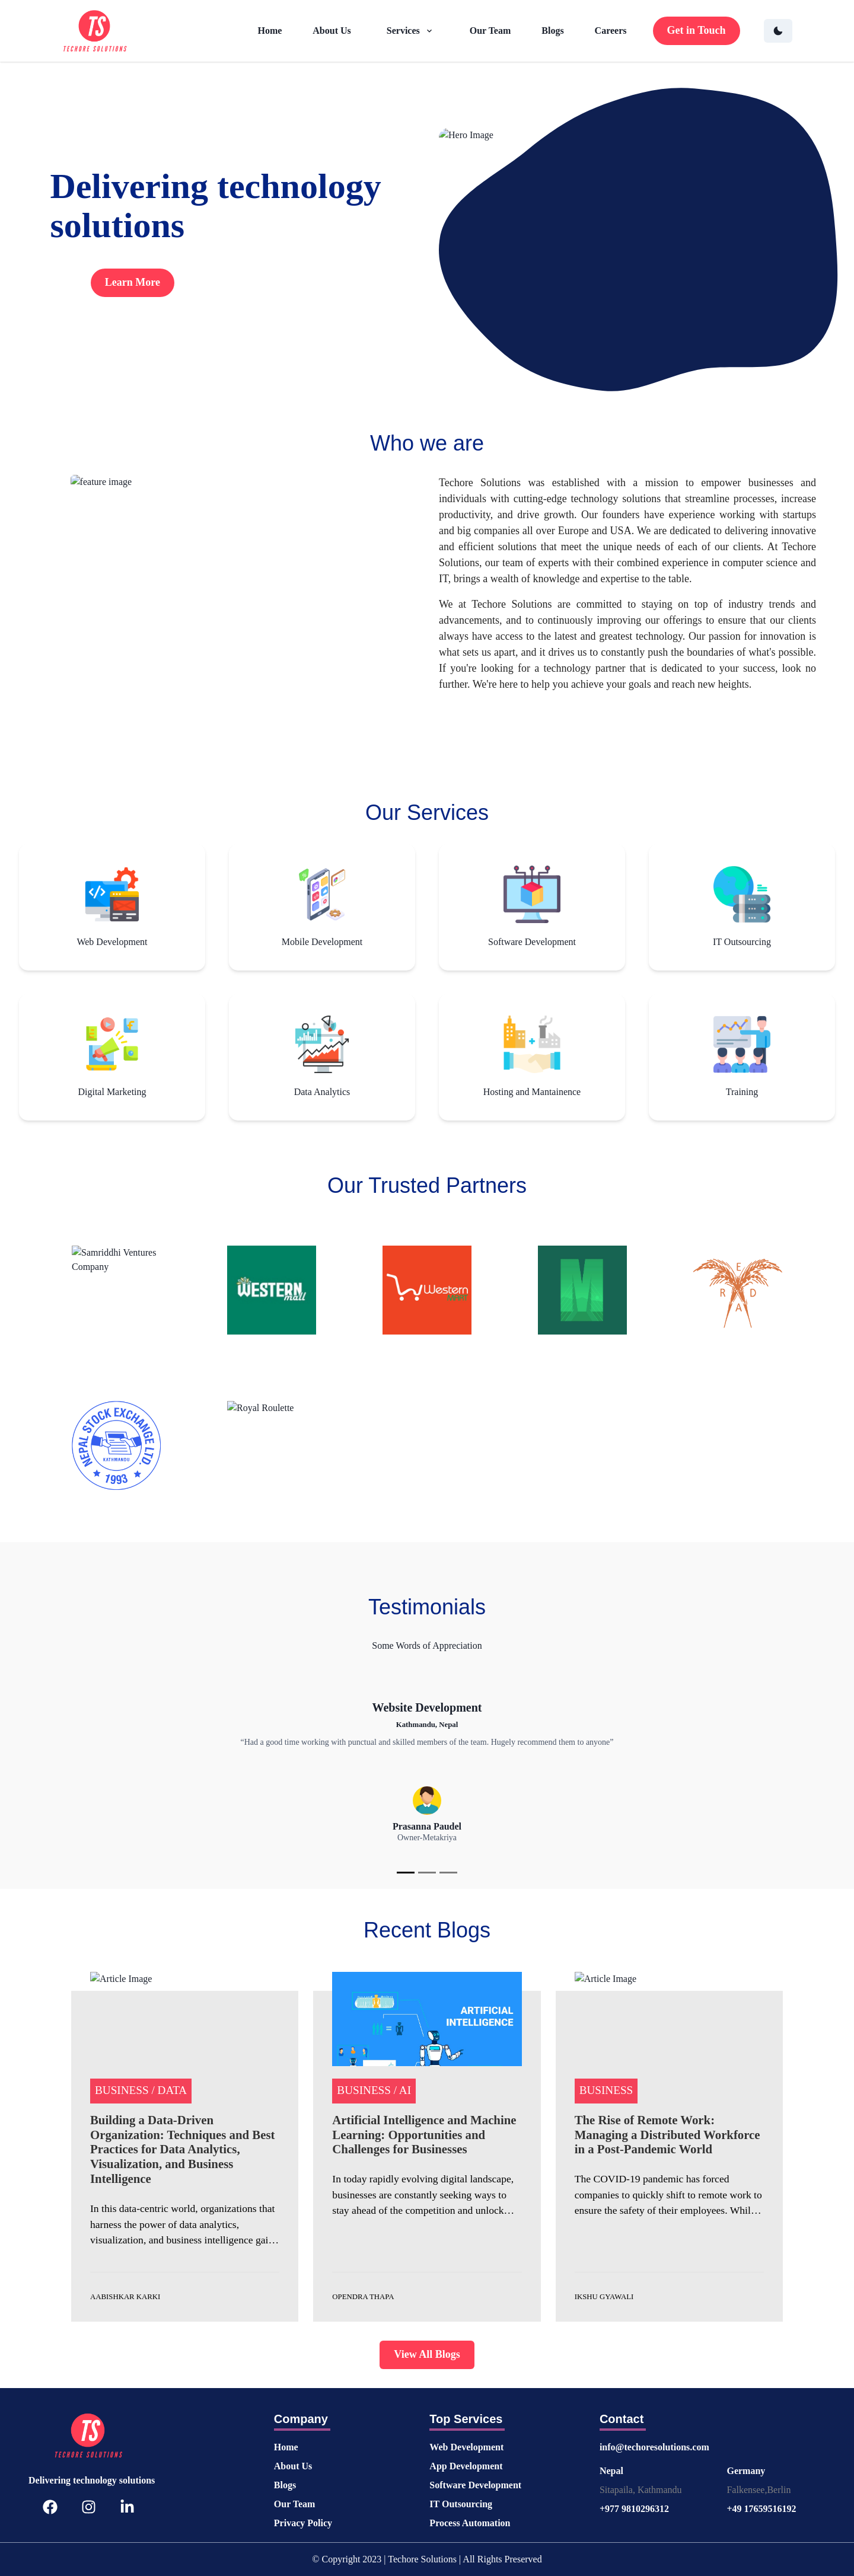 TS
TECHORE SOLUTIONS
Home
About Us
Services
Our Team
Blogs
Careers
Get in Touch
Hero Image
Delivering technology
solutions
Learn More
Who we are
feature image
Techore Solutions was established with a mission to empower businesses and
individuals with cutting-edge technology solutions that streamline processes, increase
productivity, and drive growth. Our founders have experience working with startups
and big companies all over Europe and USA. We are dedicated to delivering innovative
and efficient solutions that meet the unique needs of each of our clients. At Techore
Solutions, our team of experts with their combined experience in computer science and
IT, brings a wealth of knowledge and expertise to the table.
We at Techore Solutions are committed to staying on top of industry trends and
advancements, and to continuously improving our offerings to ensure that our clients
always have access to the latest and greatest technology. Our passion for innovation is
what sets us apart, and it drives us to constantly push the boundaries of what's possible.
If you're looking for a technology partner that is dedicated to your success, look no
further. We're here to help you achieve your goals and reach new heights.
Our Services
Web Development
Mobile Development
Software Development
IT Outsourcing
Digital Marketing
Data Analytics
Hosting and Mantainence
Training
Our Trusted Partners
Samriddhi Ventures
Company
WESTERN
mall
Western
ERAD
NEPAL STOCK EXCHANGE LTD.
KATHMANDU
1993
Royal Roulette
Testimonials
Some Words of Appreciation
Website Development
Kathmandu, Nepal
“Had a good time working with punctual and skilled members of the team. Hugely recommend them to anyone”
Prasanna Paudel
Owner-Metakriya
Recent Blogs
Article Image
BUSINESS / DATA
Building a Data-Driven
Organization: Techniques and Best
Practices for Data Analytics,
Visualization, and Business
Intelligence
In this data-centric world, organizations that
harness the power of data analytics,
visualization, and business intelligence gai…
AABISHKAR KARKI
ARTIFICIAL
INTELLIGENCE
BUSINESS / AI
Artificial Intelligence and Machine
Learning: Opportunities and
Challenges for Businesses
In today rapidly evolving digital landscape,
businesses are constantly seeking ways to
stay ahead of the competition and unlock…
OPENDRA THAPA
Article Image
BUSINESS
The Rise of Remote Work:
Managing a Distributed Workforce
in a Post-Pandemic World
The COVID-19 pandemic has forced
companies to quickly shift to remote work to
ensure the safety of their employees. Whil…
IKSHU GYAWALI
View All Blogs
TS
TECHORE SOLUTIONS
Delivering technology solutions
Company
Home
About Us
Blogs
Our Team
Privacy Policy
Top Services
Web Development
App Development
Software Development
IT Outsourcing
Process Automation
Contact
info@techoresolutions.com
Nepal
Sitapaila, Kathmandu
+977 9810296312
Germany
Falkensee,Berlin
+49 17659516192
© Copyright 2023 | Techore Solutions | All Rights Preserved